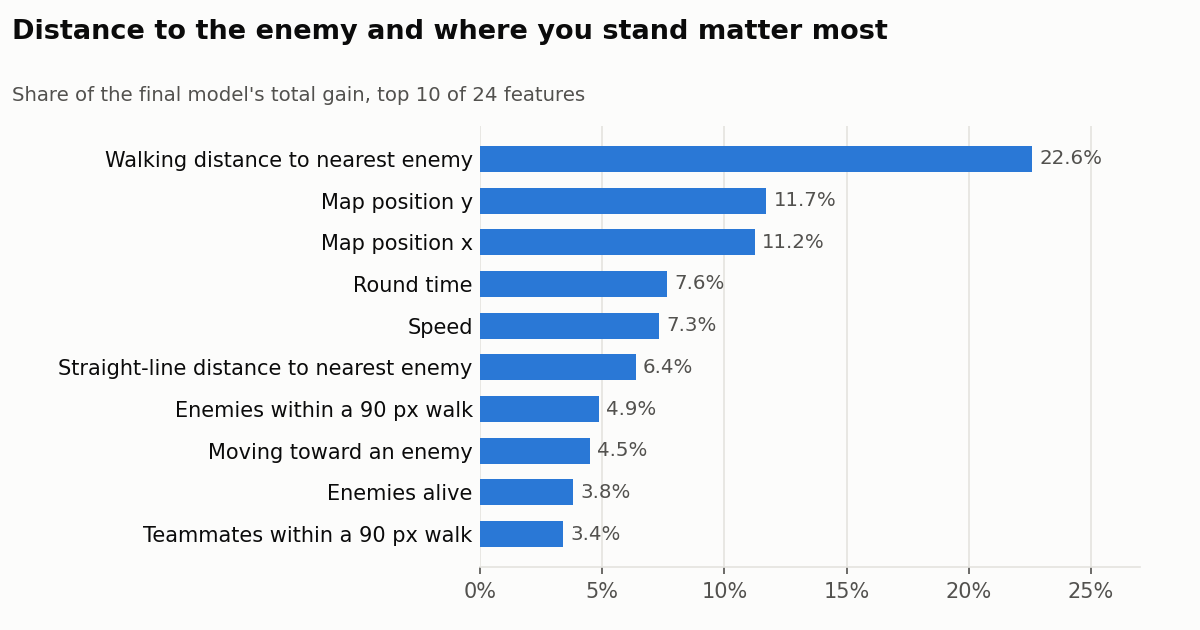 Distance to the enemy and where you stand matter most
Share of the final model's total gain, top 10 of 24 features
Walking distance to nearest enemy 22.6%
Map position y 11.7%
Map position x 11.2%
Round time 7.6%
Speed 7.3%
Straight-line distance to nearest enemy 6.4%
Enemies within a 90 px walk 4.9%
Moving toward an enemy 4.5%
Enemies alive 3.8%
Teammates within a 90 px walk 3.4%
0% 5% 10% 15% 20% 25%